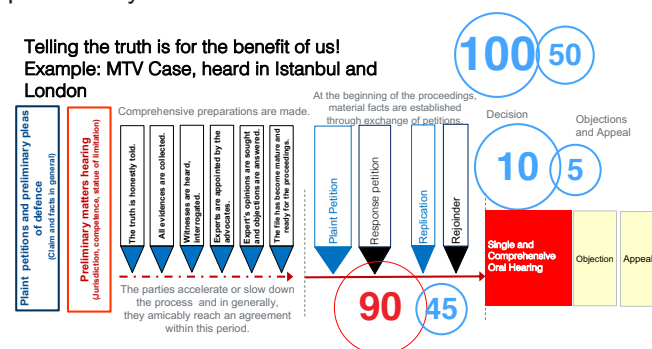 Telling the truth is for the benefit of us!
Example: MTV Case, heard in Istanbul and
London
100
50
Plaint petitions and preliminary pleas
of defence
(Claim and facts in general)
Preliminary matters hearing
(Jurisdiction, competence, statue of limitation)
Comprehensive preparations are made.
The truth is honestly told.
All evidences are collected.
Witnesses are heard,
interrogated.
Experts are appointed by the
advocates.
Expert's opinions are sought
and objections are answered.
The file has become mature and
ready for the proceedings.
The parties accelerate or slow down
the process and in generally,
they amicably reach an agreement
within this period.
At the beginning of the proceedings,
material facts are established
through exchange of petitions.
Plaint Petition
Response petition
Replication
Rejoinder
90
45
Decision
10
5
Objections
and Appeal
Single and
Comprehensive
Oral Hearing
Objection
Appeal